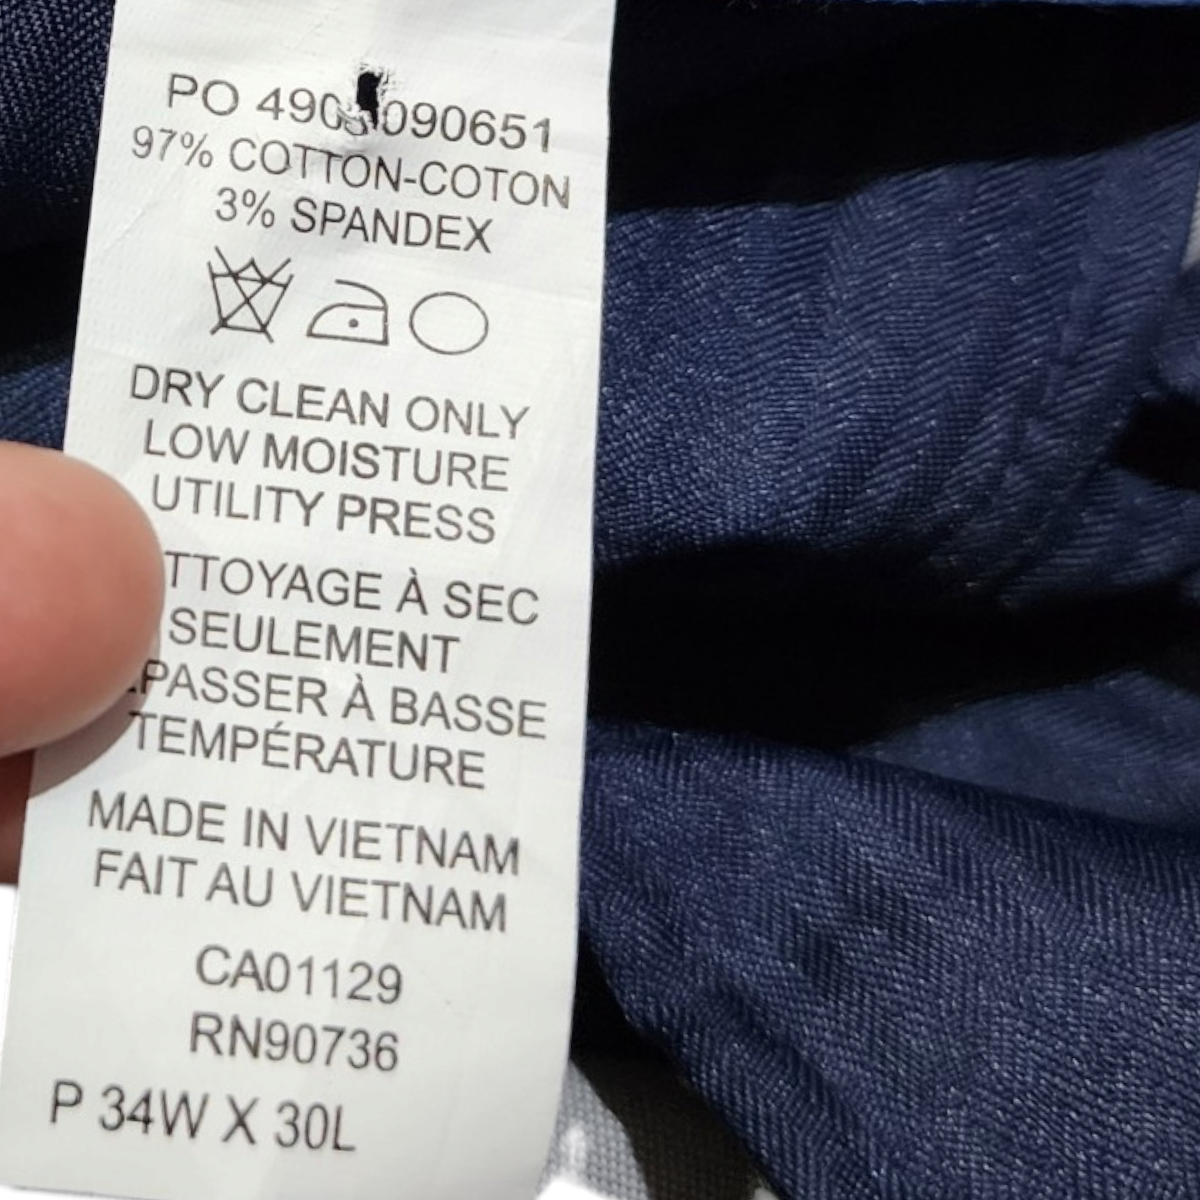 PO
97% COTTON-COTON
3% SPANDEX
DRY CLEAN ONLY
LOW MOISTURE
UTILITY PRESS
TTOYAGE À SEC
SEULEMENT
PASSER À BASSE
TEMPÉRATURE
MADE IN VIETNAM
FAIT AU VIETNAM
CA01129
RN90736
P 34W X 30L